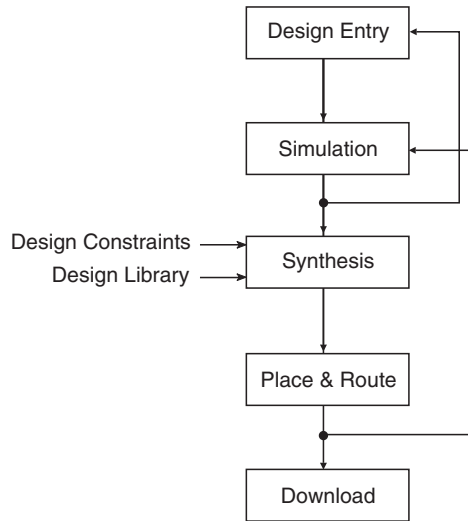 Design Entry
Simulation
Design Constraints
Design Library
Synthesis
Place & Route
Download